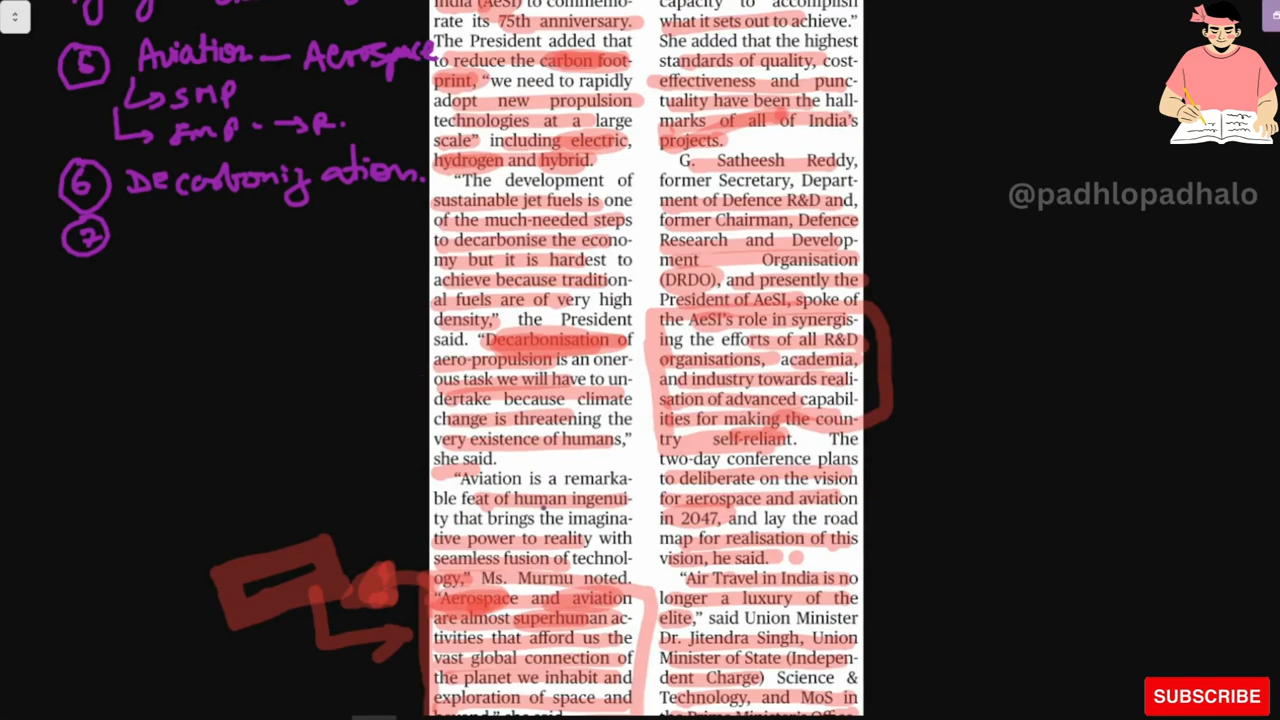 5 Aviation — Aerospace
6 Decarbonization.
7
India (AeSI) to commemo-
rate its 75th anniversary.
The President added that
to reduce the carbon foot-
print, “we need to rapidly
adopt new propulsion
technologies at a large
scale” including electric,
hydrogen and hybrid.
“The development of
sustainable jet fuels is one
of the much-needed steps
to decarbonise the econo-
my but it is hardest to
achieve because tradition-
al fuels are of very high
density,” the President
said. “Decarbonisation of
aero-propulsion is an oner-
ous task we will have to un-
dertake because climate
change is threatening the
very existence of humans,”
she said.
“Aviation is a remarka-
ble feat of human ingenui-
ty that brings the imagina-
tive power to reality with
seamless fusion of technol-
ogy,” Ms. Murmu noted.
“Aerospace and aviation
are almost superhuman ac-
tivities that afford us the
vast global connection of
the planet we inhabit and
exploration of space and
beyond,” she said.
capacity to accomplish
what it sets out to achieve.”
She added that the highest
standards of quality, cost-
effectiveness and punc-
tuality have been the hall-
marks of all of India’s
projects.
G. Satheesh Reddy,
former Secretary, Depart-
ment of Defence R&D and,
former Chairman, Defence
Research and Develop-
ment Organisation
(DRDO), and presently the
President of AeSI, spoke of
the AeSI’s role in synergis-
ing the efforts of all R&D
organisations, academia,
and industry towards reali-
sation of advanced capabil-
ities for making the coun-
try self-reliant. The
two-day conference plans
to deliberate on the vision
for aerospace and aviation
in 2047, and lay the road
map for realisation of this
vision, he said.
“Air Travel in India is no
longer a luxury of the
elite,” said Union Minister
Dr. Jitendra Singh, Union
Minister of State (Indepen-
dent Charge) Science &
Technology, and MoS in
the Prime Minister’s Office,
@padhlopadhalo
SUBSCRIBE